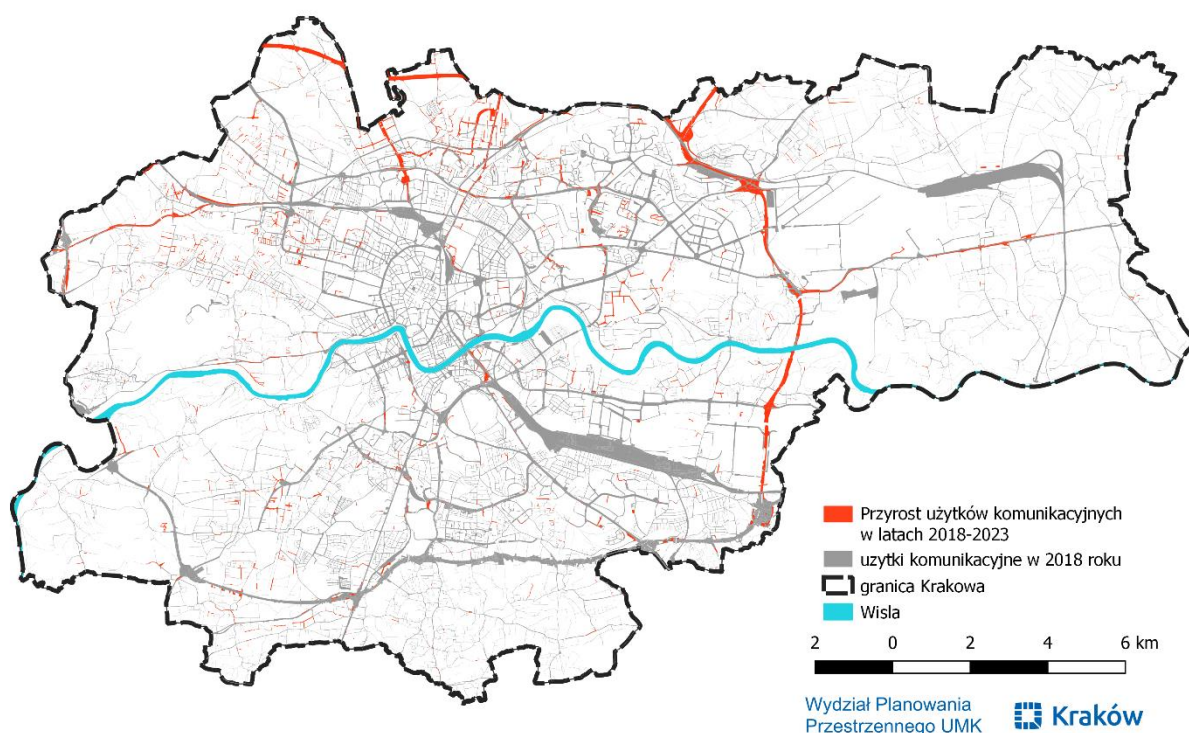 Przyrost użytków komunikacyjnych
w latach 2018-2023
uzytki komunikacyjne w 2018 roku
granica Krakowa
Wisla
2 0 2 4 6 km
Wydział Planowania
Przestrzennego UMK
Kraków